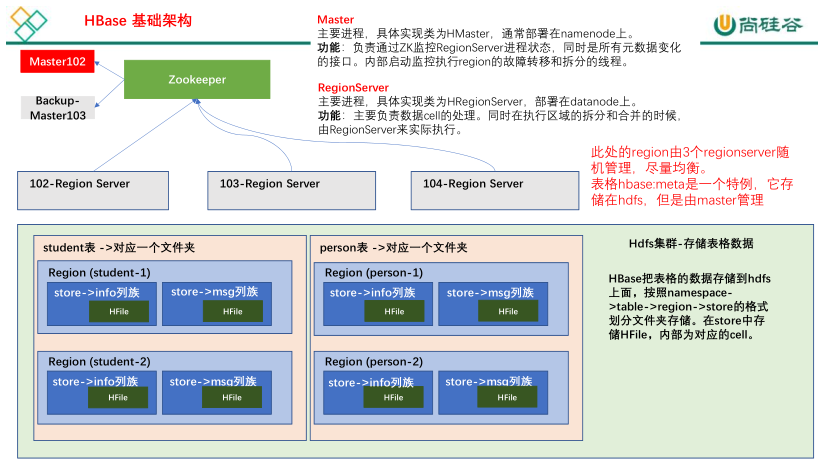 HBase 基础架构
尚硅谷
Master
主要进程，具体实现类为HMaster，通常部署在namenode上。
功能：负责通过ZK监控RegionServer进程状态，同时是所有元数据变化
的接口。内部启动监控执行region的故障转移和拆分的线程。
RegionServer
主要进程，具体实现类为HRegionServer，部署在datanode上。
功能：主要负责数据cell的处理。同时在执行区域的拆分和合并的时候，
由RegionServer来实际执行。
Master102
Zookeeper
Backup-
Master103
此处的region由3个regionserver随
机管理，尽量均衡。
表格hbase:meta是一个特例，它存
储在hdfs，但是由master管理
102-Region Server
103-Region Server
104-Region Server
student表 ->对应一个文件夹
Region (student-1)
store->info列族
HFile
store->msg列族
HFile
Region (student-2)
store->info列族
HFile
store->msg列族
HFile
person表 ->对应一个文件夹
Region (person-1)
store->info列族
HFile
store->msg列族
HFile
Region (person-2)
store->info列族
HFile
store->msg列族
HFile
Hdfs集群-存储表格数据
HBase把表格的数据存储到hdfs
上面，按照namespace-
>table->region->store的格式
划分文件夹存储。在store中存
储HFile，内部为对应的cell。